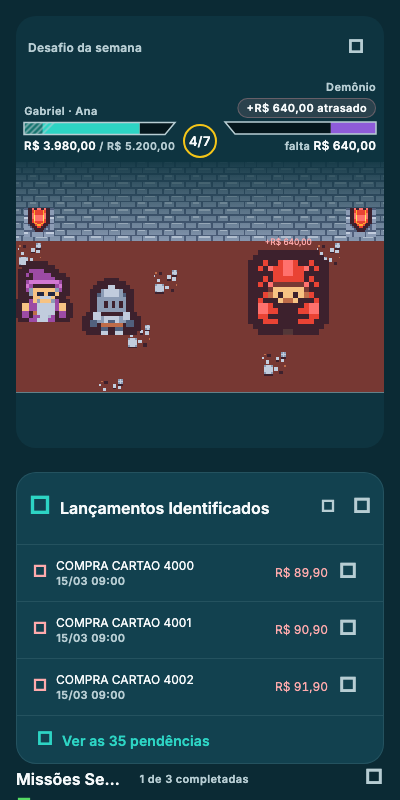 Desafio da semana
Demônio
Gabriel · Ana
+R$ 640,00 atrasado
R$ 3.980,00 / R$ 5.200,00
4/7
falta R$ 640,00
+R$ 640,00
Lançamentos Identificados
COMPRA CARTAO 4000
15/03 09:00
R$ 89,90
COMPRA CARTAO 4001
15/03 09:00
R$ 90,90
COMPRA CARTAO 4002
15/03 09:00
R$ 91,90
Ver as 35 pendências
Missões Se... 1 de 3 completadas